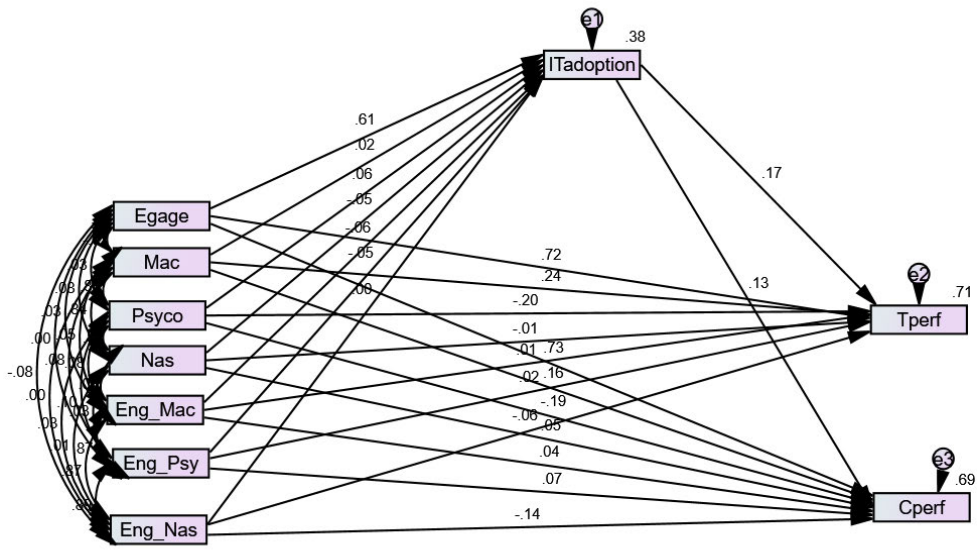 e1
.38
ITadoption
.61
.02
.06
-.05
-.06
-.05
.00
.17
Egage
Mac
Psyco
Nas
Eng_Mac
Eng_Psy
Eng_Nas
.03
.03
.03
.00
-.08
.08
.00
.72
.24
-.20
-.01
.01
.73
.02
.16
-.19
-.06
.05
.04
.07
-.14
.13
e2
.71
Tperf
e3
.69
Cperf